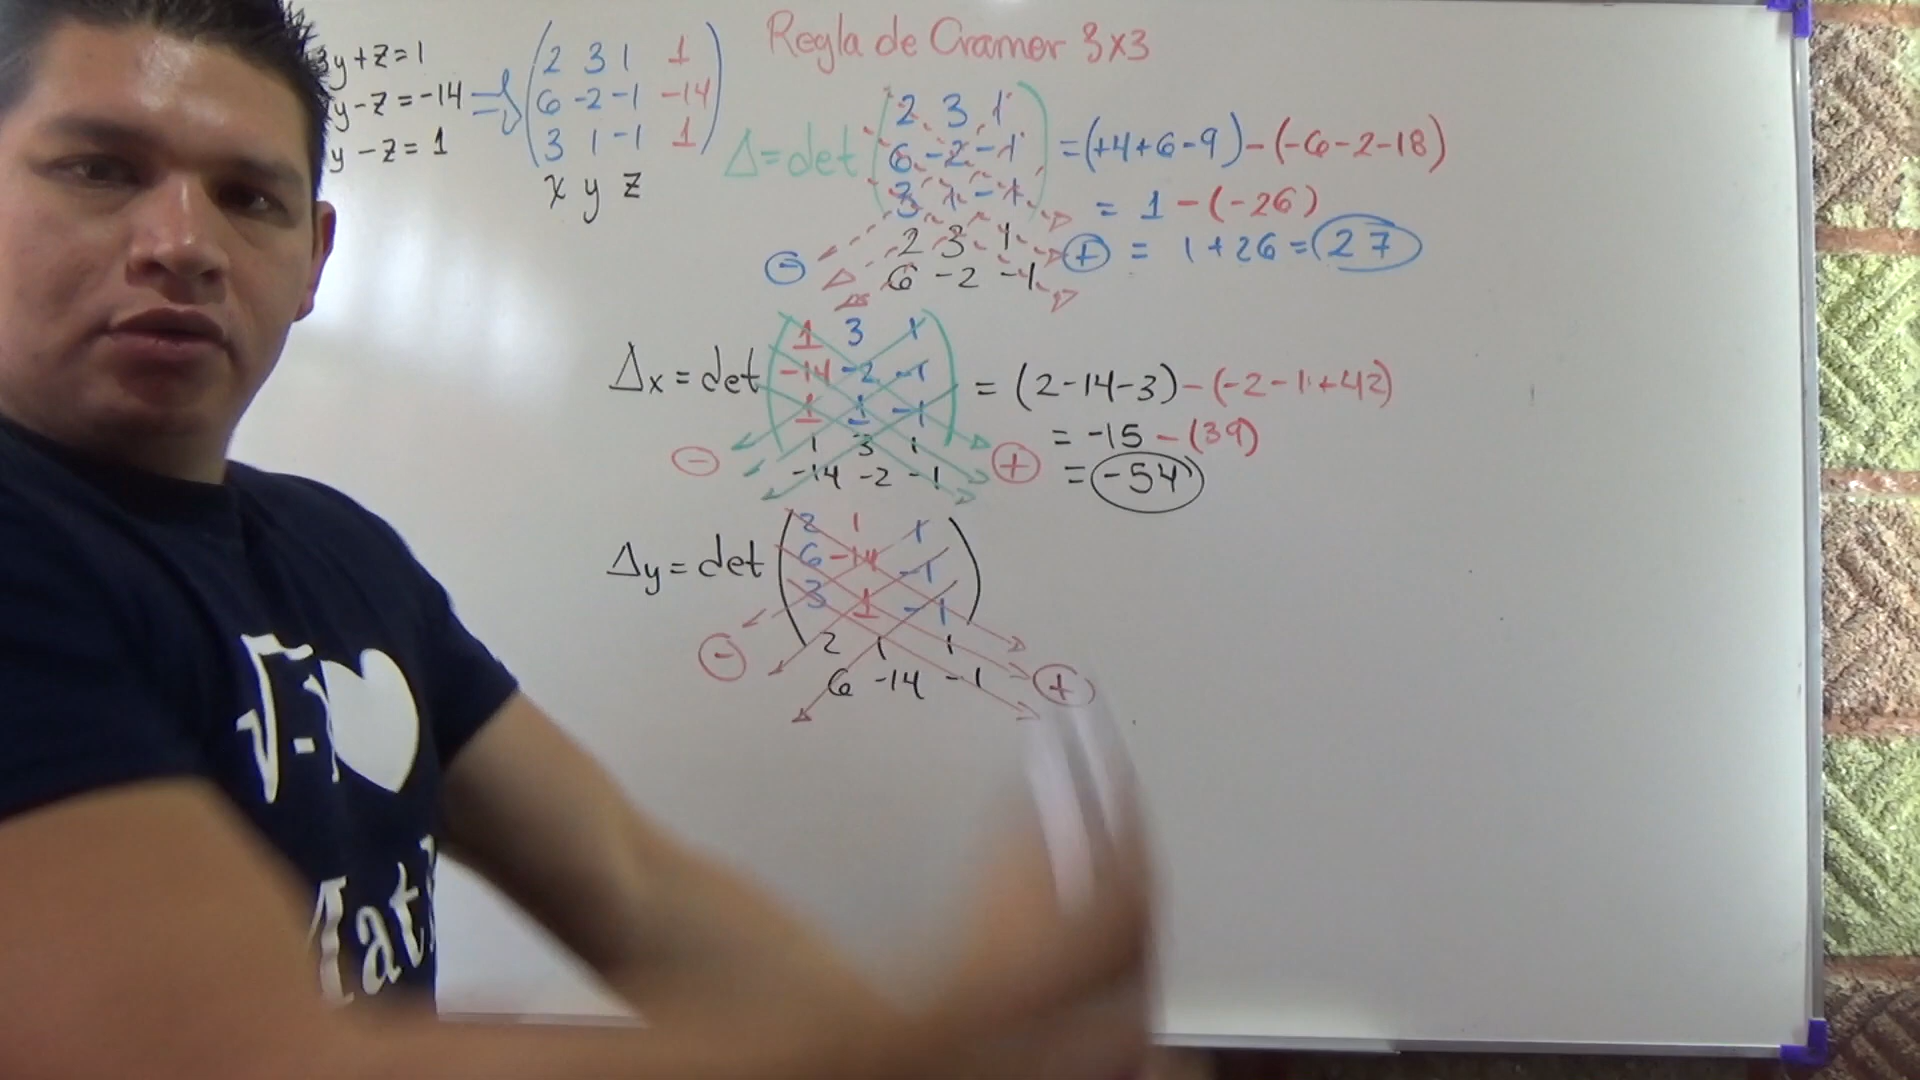 Regla de Cramer 3x3
3y+z=1
y-z=-14 ⇒
y-z=1
(2 3 1 1
6 -2 -1 -14
3 1 -1 1)
x y z
Δ=det (2 3 1
6 -2 -1
3 1 -1)
2 3 1
6 -2 -1
⊖ ⊕
=(+4+6-9)-(-6-2-18)
= 1-(-26)
= 1+26=27
Δx=det (1 3 1
-14 -2 -1
1 1 -1)
1 3 1
-14 -2 -1
⊖ ⊕
=(2-14-3)-(-2-1+42)
= -15-(39)
= -54
Δy=det (2 1 1
6 -14 -1
3 1 -1)
2 1 1
6 -14 -1
⊖ ⊕
√-1 ♥
Mat